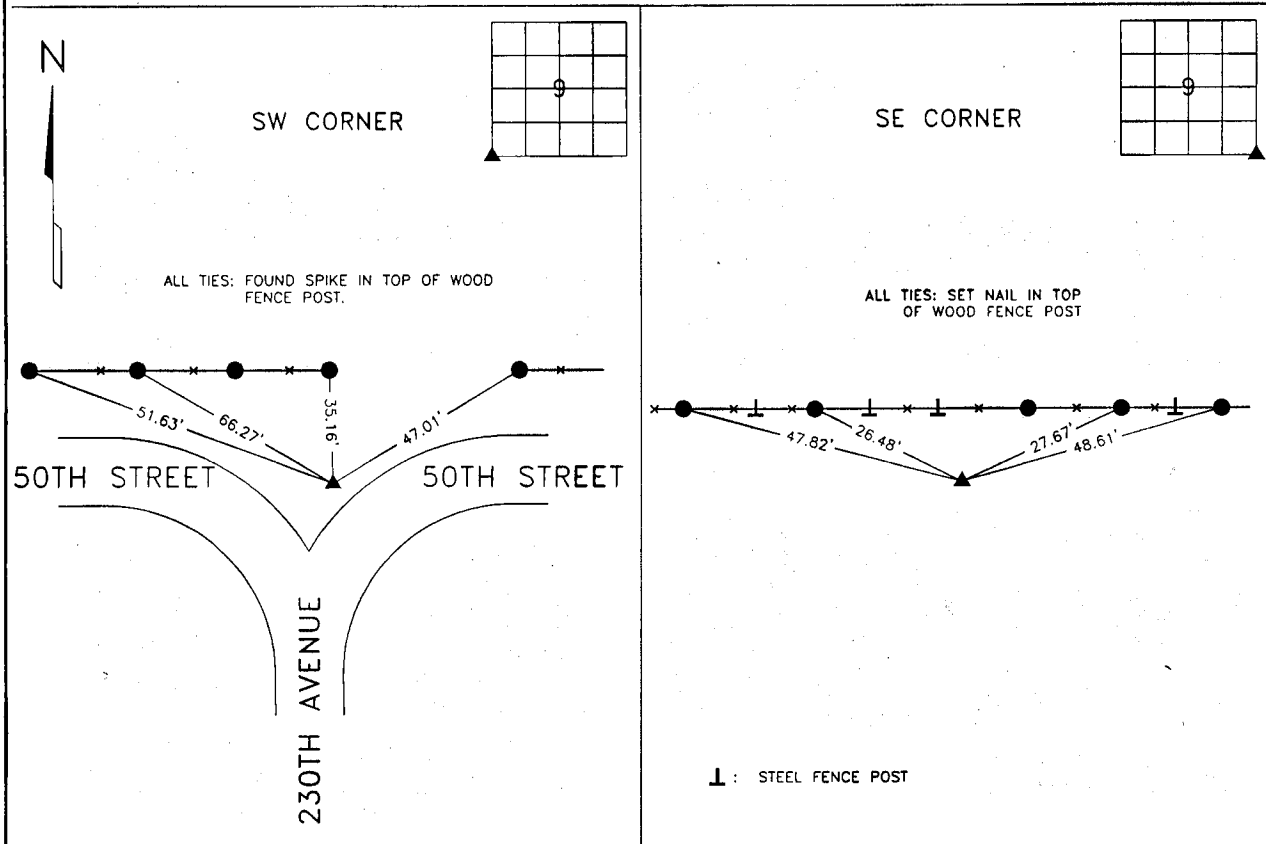 N
SW CORNER
9
ALL TIES: FOUND SPIKE IN TOP OF WOOD
FENCE POST.
51.63'
66.27'
35.16'
47.01'
50TH STREET
50TH STREET
230TH AVENUE
SE CORNER
9
ALL TIES: SET NAIL IN TOP
OF WOOD FENCE POST
47.82'
26.48'
27.67'
48.61'
: STEEL FENCE POST